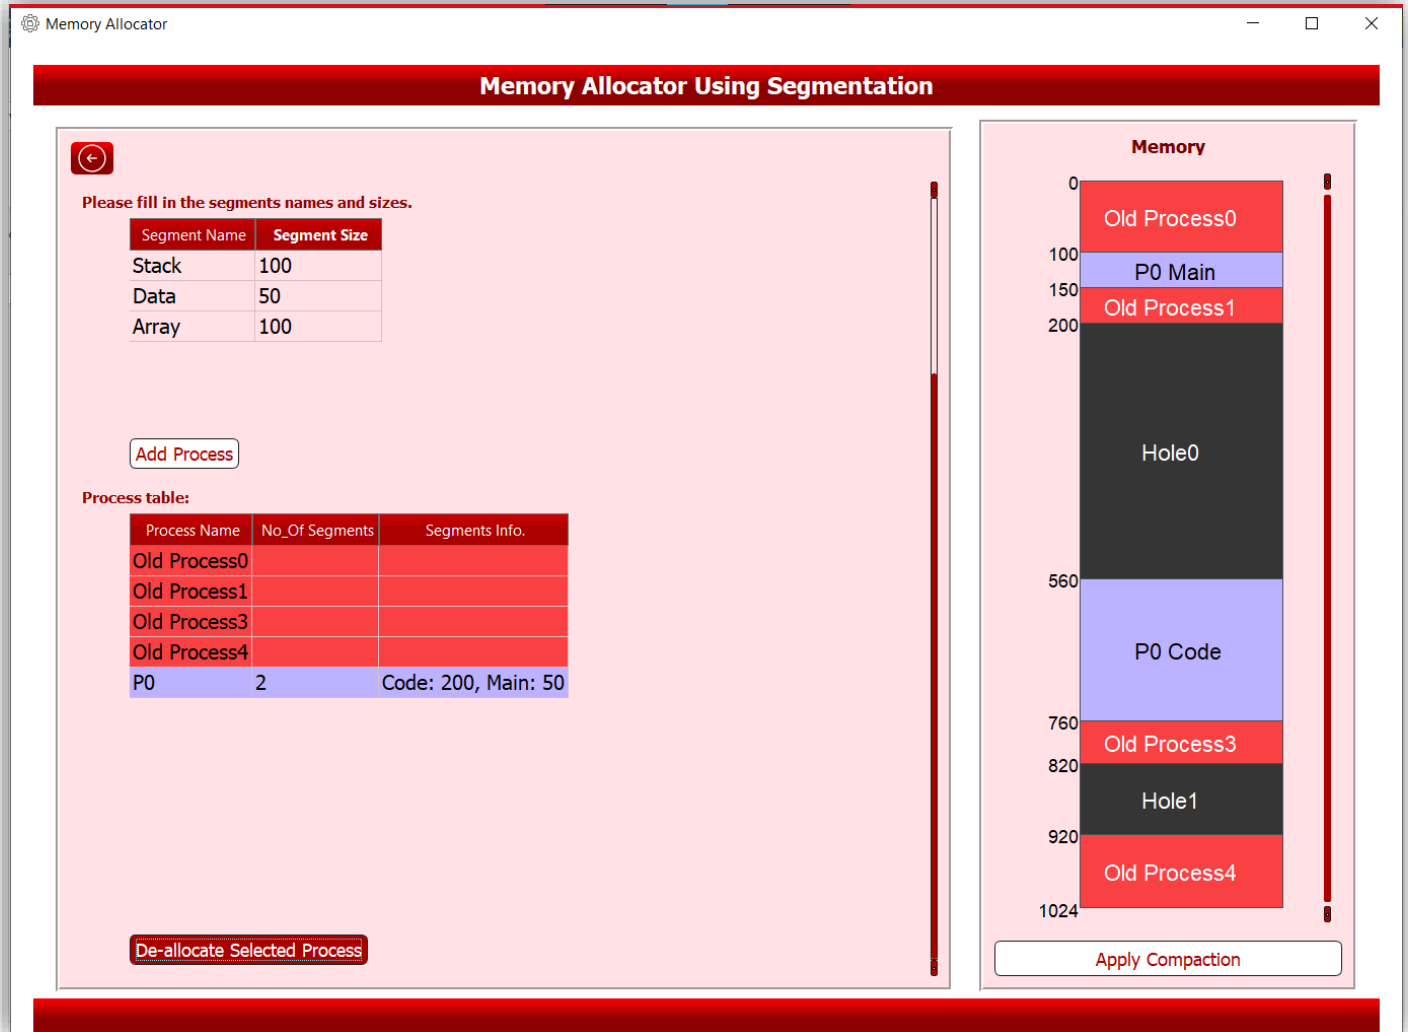 Memory Allocator
Memory Allocator Using Segmentation
Please fill in the segments names and sizes.
Segment Name Segment Size
Stack 100
Data 50
Array 100
Add Process
Process table:
Process Name No_Of Segments Segments Info.
Old Process0
Old Process1
Old Process3
Old Process4
P0 2 Code: 200, Main: 50
De-allocate Selected Process
Memory
0
Old Process0
100
P0 Main
150
Old Process1
200
Hole0
560
P0 Code
760
Old Process3
820
Hole1
920
Old Process4
1024
Apply Compaction